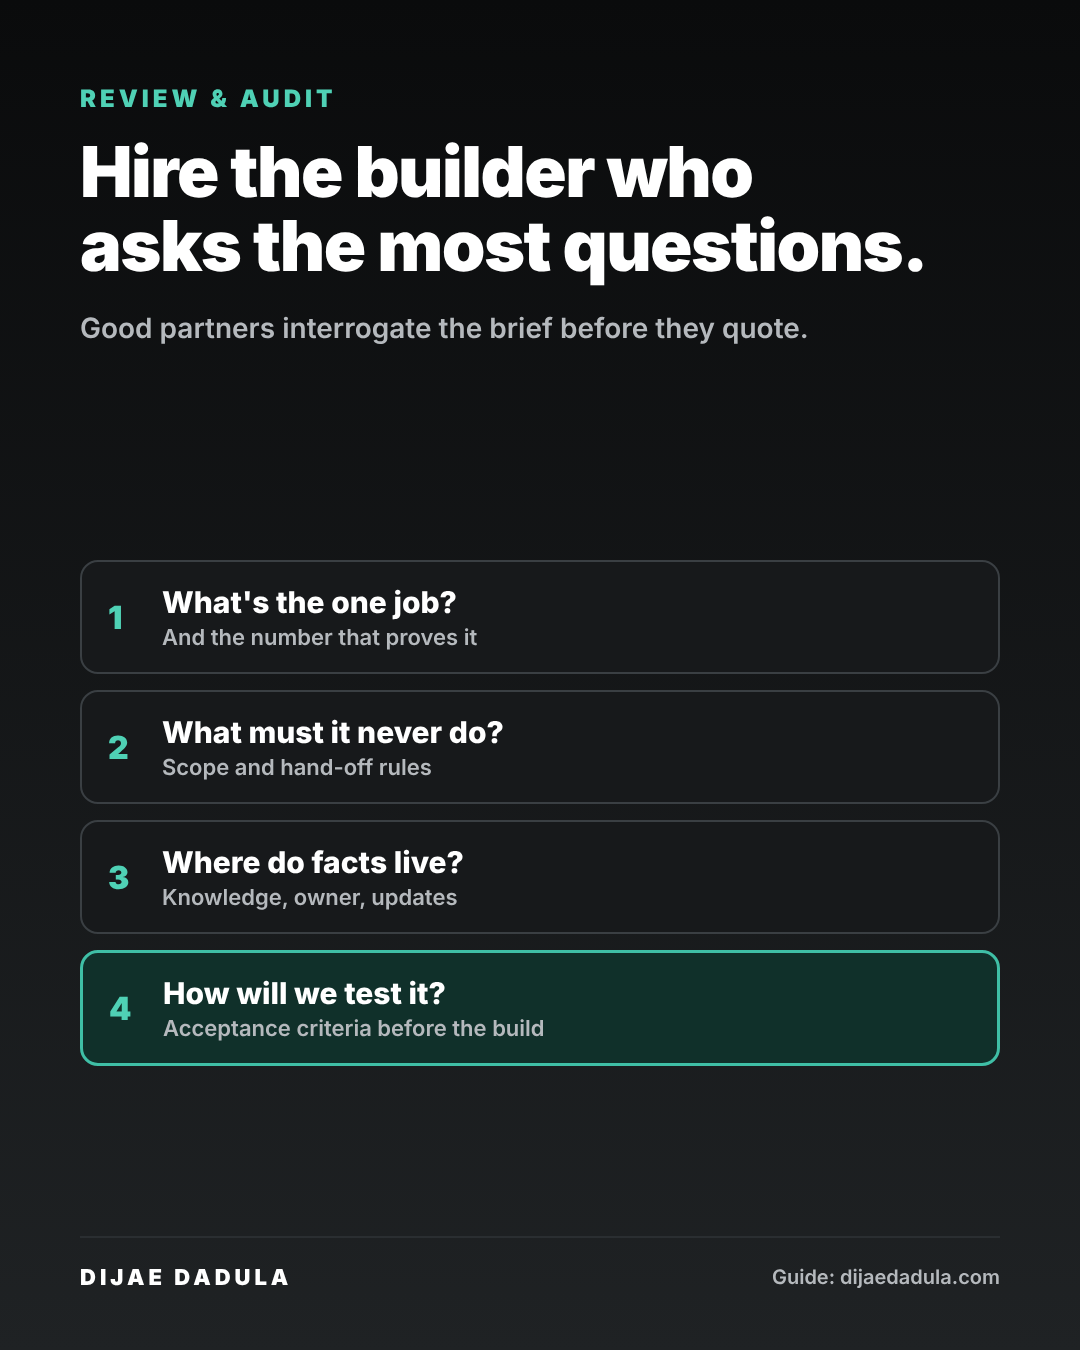 REVIEW & AUDIT
Hire the builder who
asks the most questions.
Good partners interrogate the brief before they quote.
1
What's the one job?
And the number that proves it
2
What must it never do?
Scope and hand-off rules
3
Where do facts live?
Knowledge, owner, updates
4
How will we test it?
Acceptance criteria before the build
DIJAE DADULA
Guide: dijaedadula.com